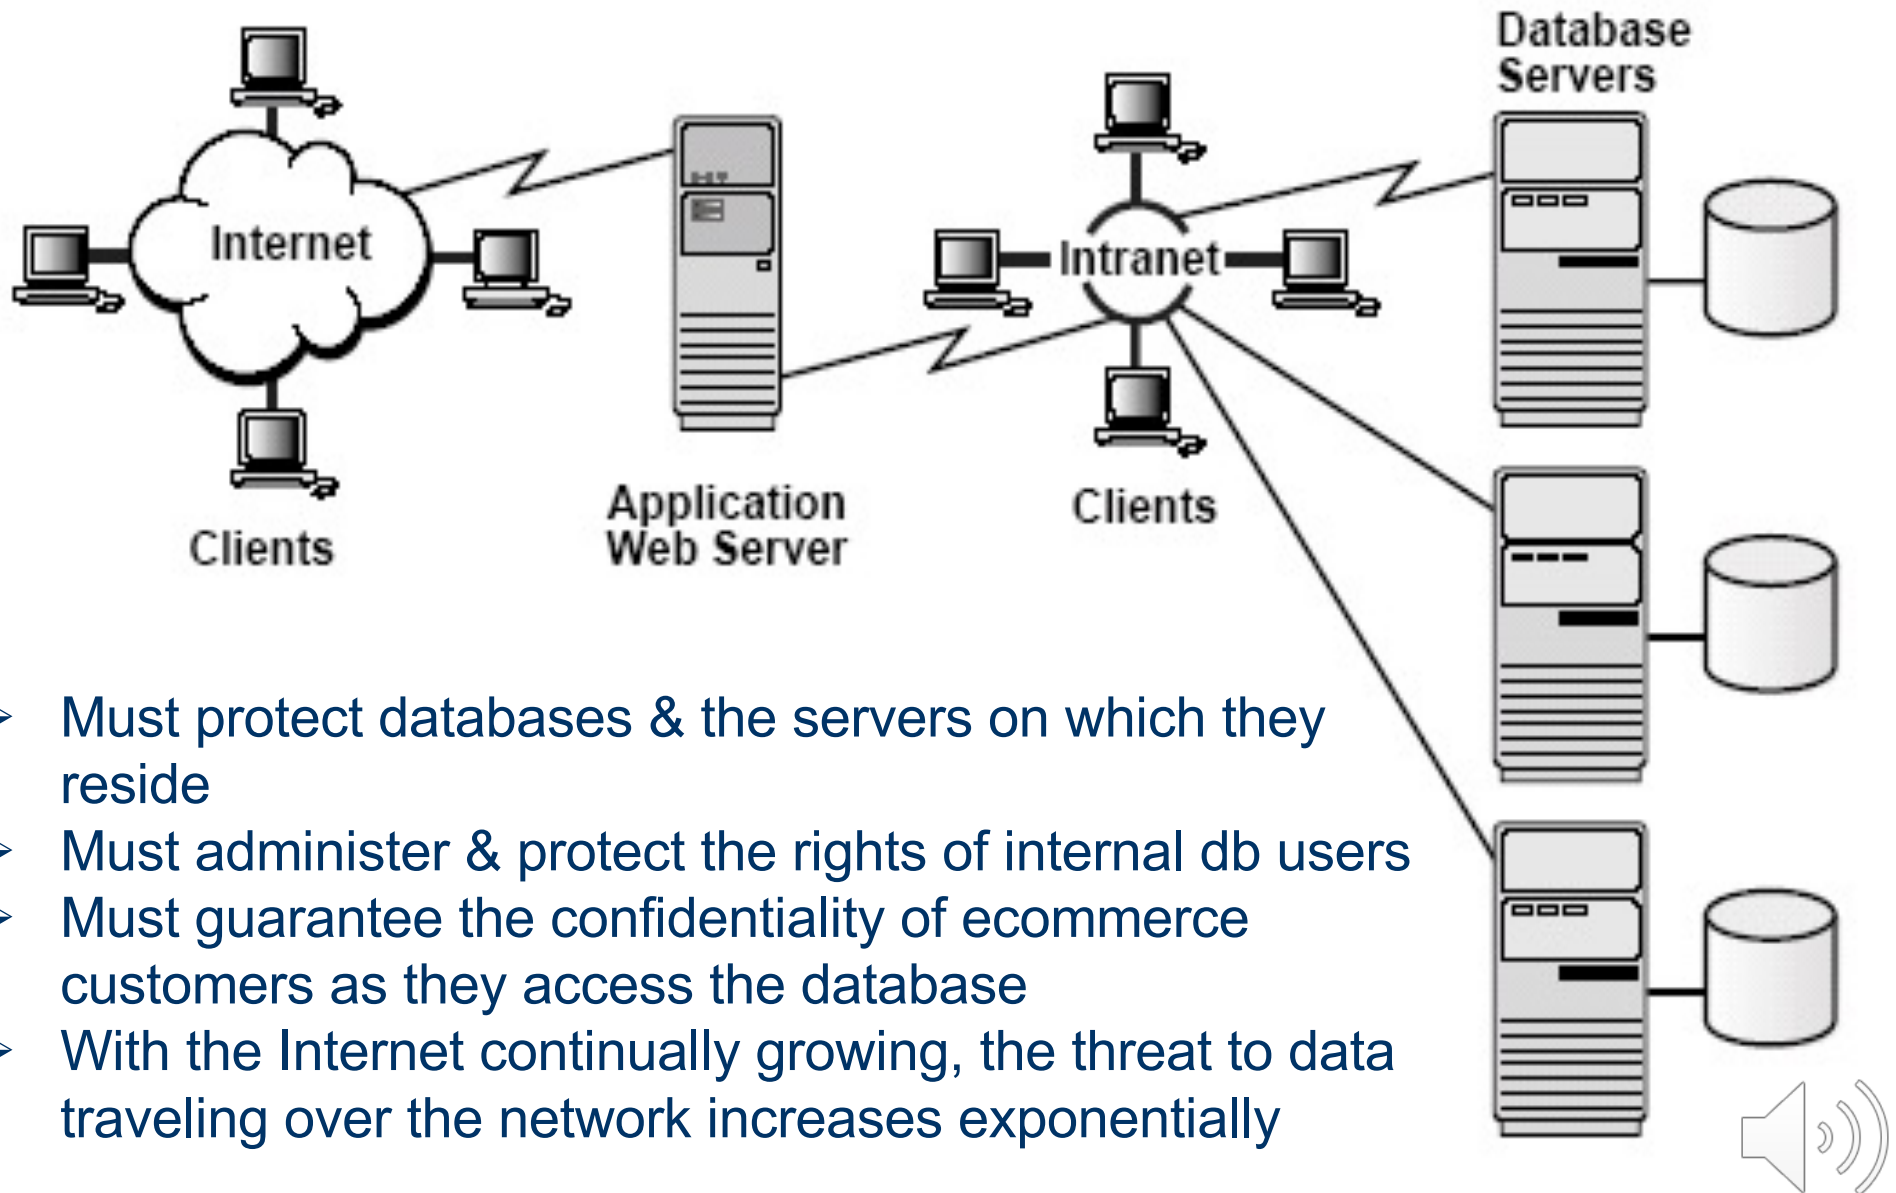 Database
Servers
Internet
Intranet
Clients
Application
Web Server
Clients
➢ Must protect databases & the servers on which they
reside
➢ Must administer & protect the rights of internal db users
➢ Must guarantee the confidentiality of ecommerce
customers as they access the database
➢ With the Internet continually growing, the threat to data
traveling over the network increases exponentially